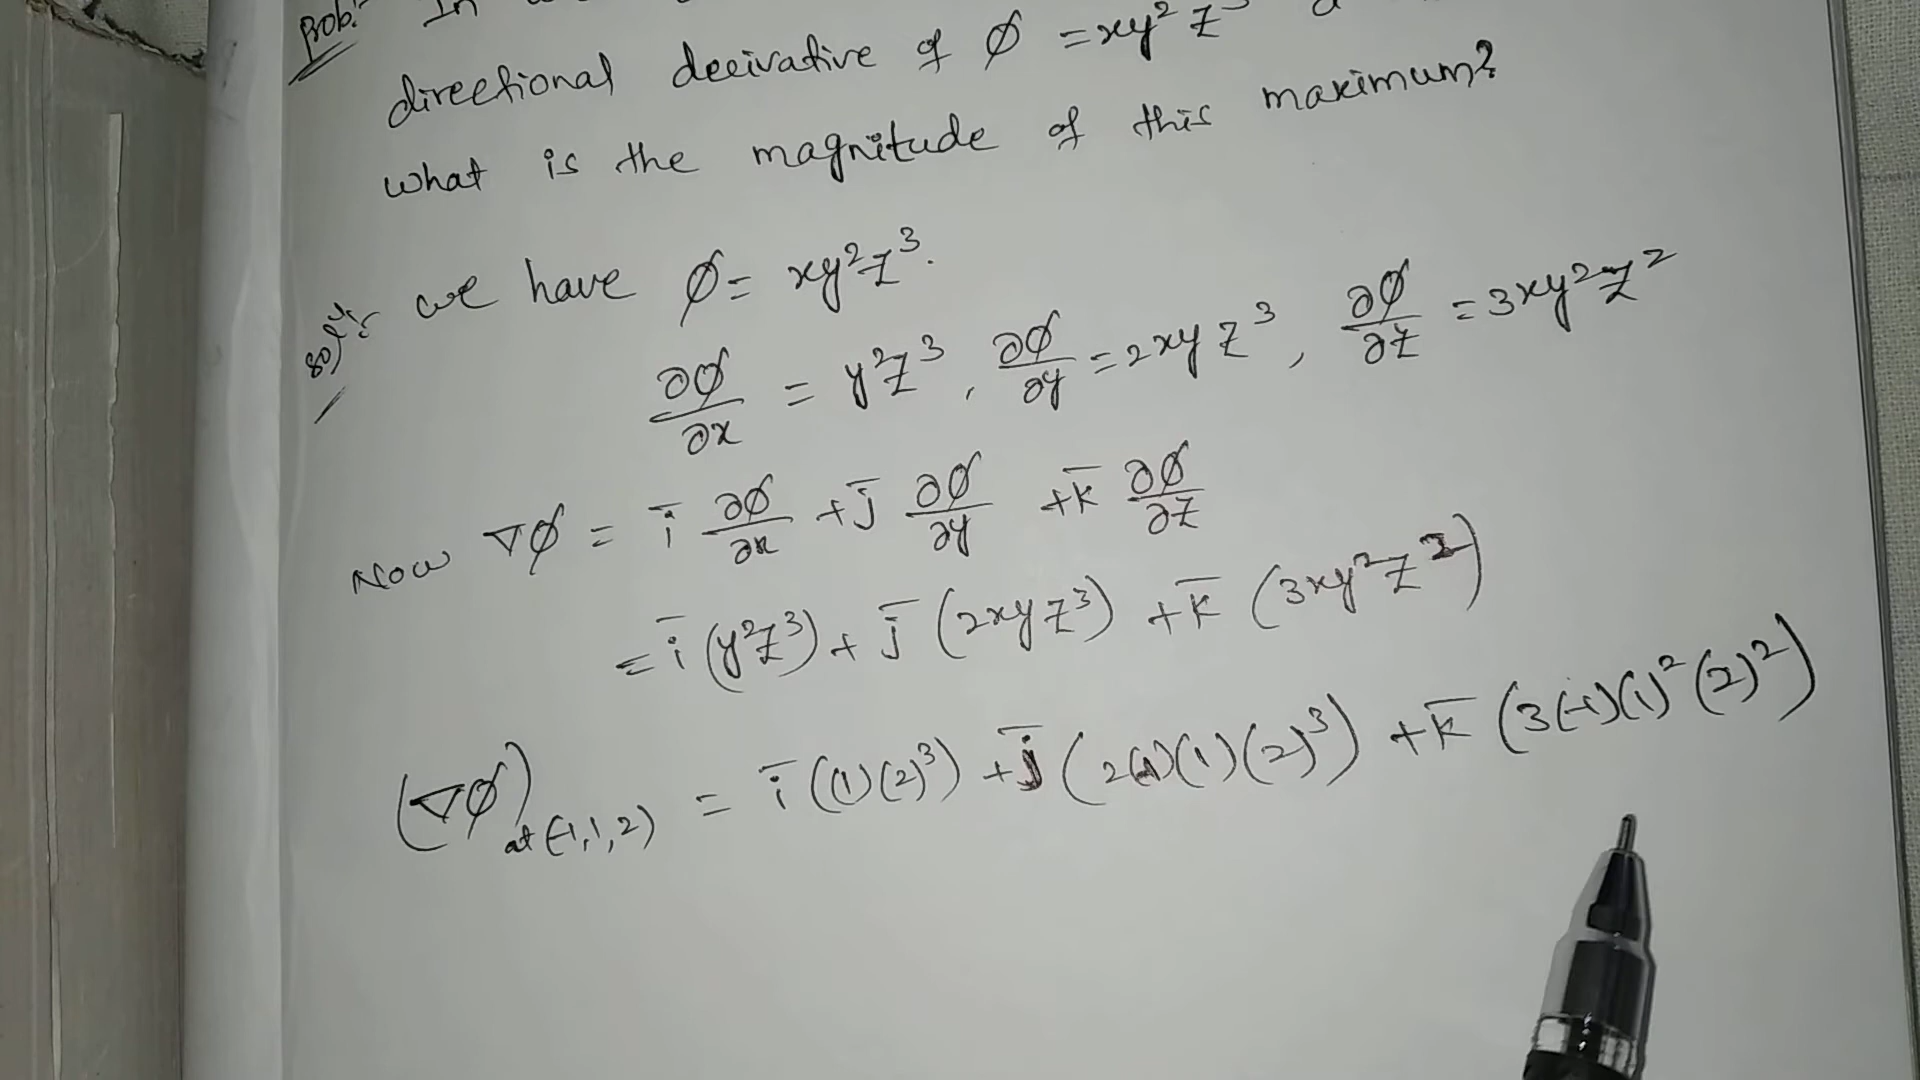 Prob: In
directional derivative of ∅ = xy² z³
what is the magnitude of this maximum?
Sol: we have ∅ = xy²z³.
∂∅/∂x = y²z³, ∂∅/∂y = 2xyz³, ∂∅/∂z = 3xy²z²
Now ∇∅ = i̅ ∂∅/∂x + j̅ ∂∅/∂y + k̅ ∂∅/∂z
= i̅ (y²z³) + j̅ (2xyz³) + k̅ (3xy²z²)
(∇∅) at (-1,1,2) = i̅ ((1)(2)³) + j̅ (2(-1)(1)(2)³) + k̅ (3(-1)(1)²(2)²)